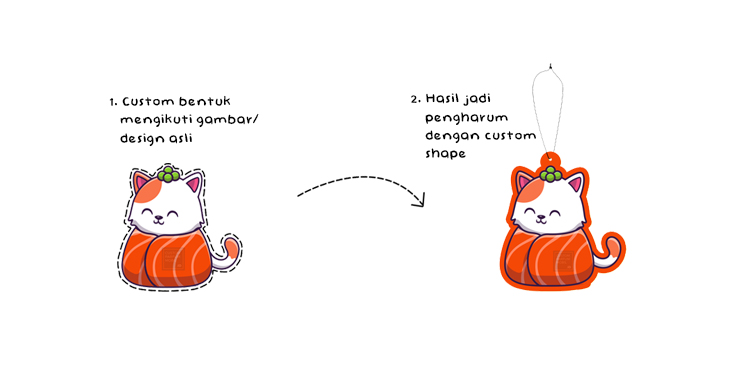 1. Custom bentuk
mengikuti gambar/
design asli
2. Hasil jadi
pengharum
dengan custom
shape